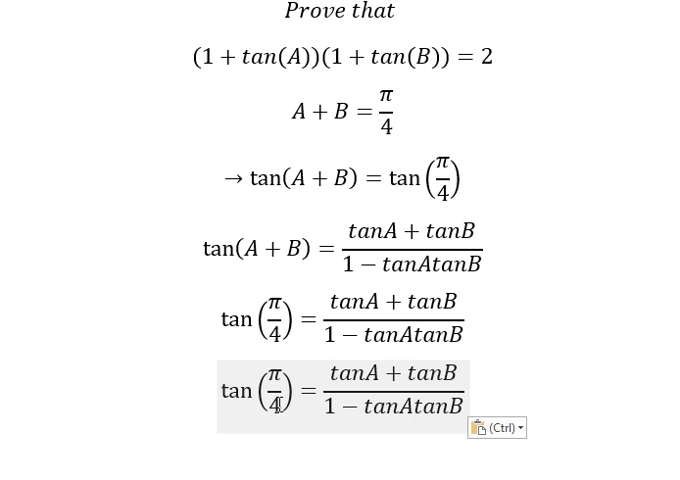 Prove that
(1 + tan(A))(1 + tan(B)) = 2
A + B = π/4
→ tan(A + B) = tan(π/4)
tan(A + B) = (tanA + tanB)/(1 − tanAtanB)
tan(π/4) = (tanA + tanB)/(1 − tanAtanB)
tan(π/4) = (tanA + tanB)/(1 − tanAtanB)
(Ctrl)